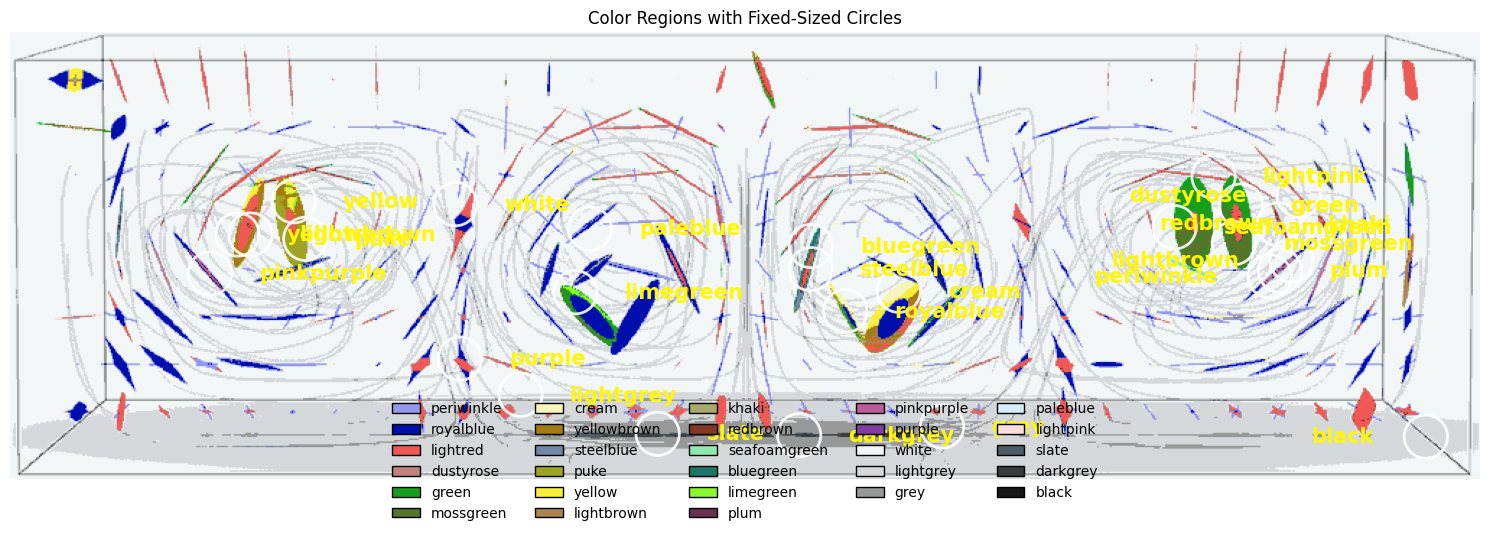 Color Regions with Fixed-Sized Circles
lightpink
dustyrose
yellow
white
green
redbrown
seafoamgreen
khaki
paleblue
yellowbrown
puke
bluegreen
mossgreen
lightbrown
steelblue
plum
pinkpurple
periwinkle
limegreen
cream
royalblue
purple
lightgrey
slate
darkgrey
grey
black
periwinkle
royalblue
lightred
dustyrose
green
mossgreen
cream
yellowbrown
steelblue
puke
yellow
lightbrown
khaki
redbrown
seafoamgreen
bluegreen
limegreen
plum
pinkpurple
purple
white
lightgrey
grey
paleblue
lightpink
slate
darkgrey
black